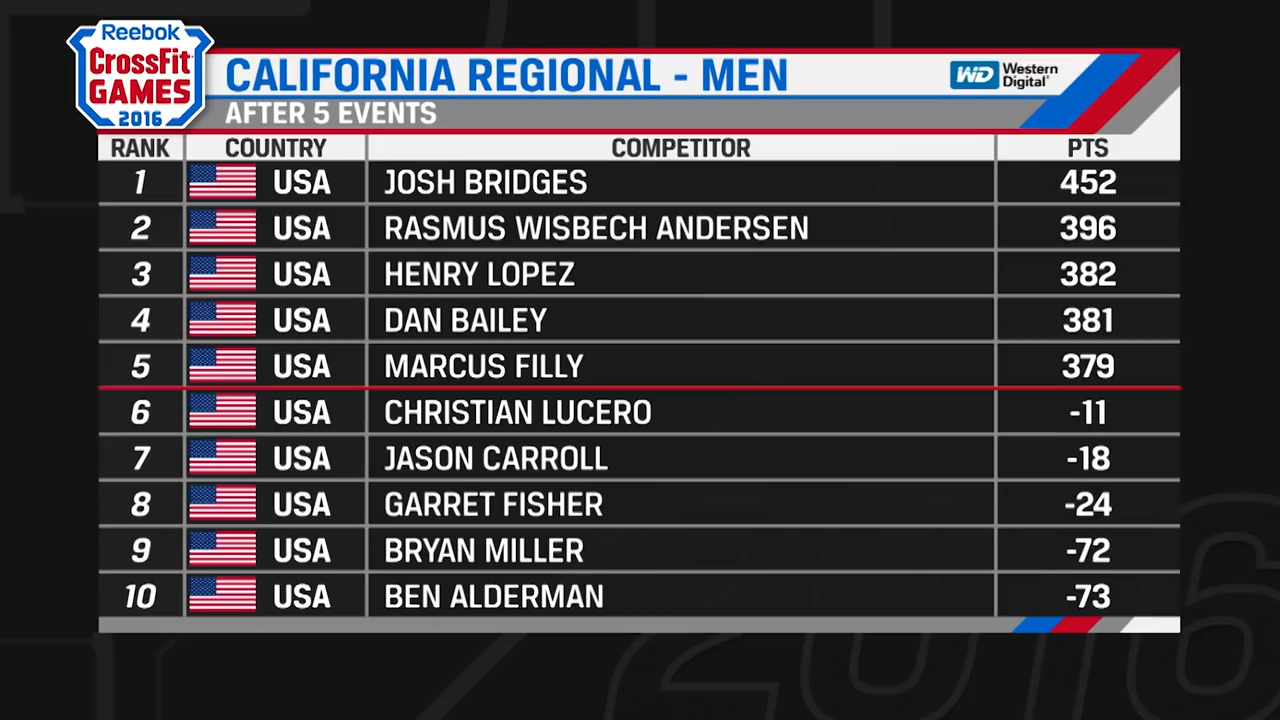 Reebok
CrossFit
GAMES
2016
CALIFORNIA REGIONAL - MEN
WD Western
Digital®
AFTER 5 EVENTS
RANK COUNTRY COMPETITOR PTS
1 USA JOSH BRIDGES 452
2 USA RASMUS WISBECH ANDERSEN 396
3 USA HENRY LOPEZ 382
4 USA DAN BAILEY 381
5 USA MARCUS FILLY 379
6 USA CHRISTIAN LUCERO -11
7 USA JASON CARROLL -18
8 USA GARRET FISHER -24
9 USA BRYAN MILLER -72
10 USA BEN ALDERMAN -73
2016